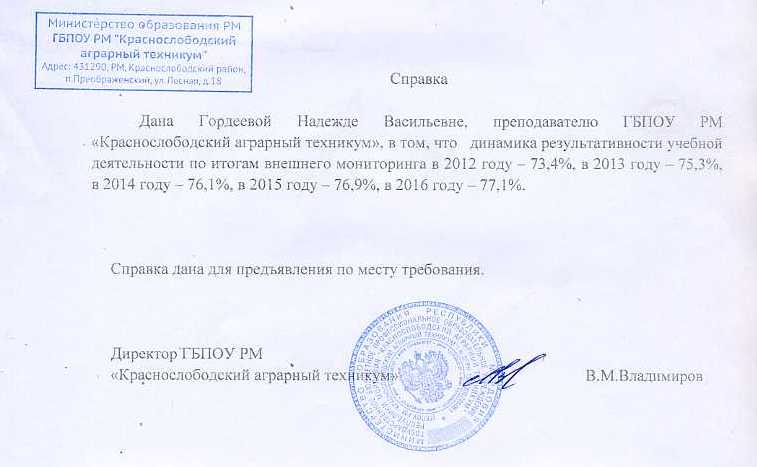 Министерство образования РМ
ГБПОУ РМ "Краснослободский
аграрный техникум"
Адрес: 431290, РМ, Краснослободский район,
п.Преображенский, ул.Лесная, д.18
Справка
Дана Гордеевой Надежде Васильевне, преподавателю ГБПОУ РМ
«Краснослободский аграрный техникум», в том, что динамика результативности учебной
деятельности по итогам внешнего мониторинга в 2012 году – 73,4%, в 2013 году – 75,3%,
в 2014 году – 76,1%, в 2015 году – 76,9%, в 2016 году – 77,1%.
Справка дана для предъявления по месту требования.
Директор ГБПОУ РМ
«Краснослободский аграрный техникум»
В.М.Владимиров